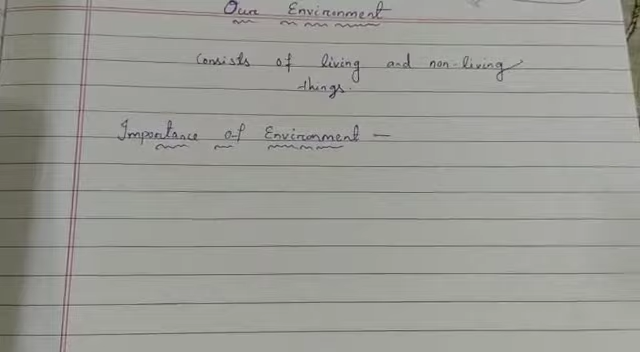 Our Environment
Consists of living and non-living
things.
Importance of Environment —